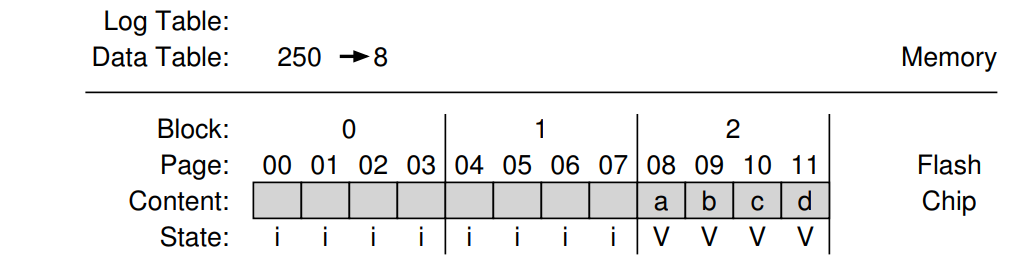 Log Table:
Data Table: 250 → 8 Memory
Block: 0 1 2
Page: 00 01 02 03 04 05 06 07 08 09 10 11 Flash
Content: a b c d Chip
State: i i i i i i i i V V V V